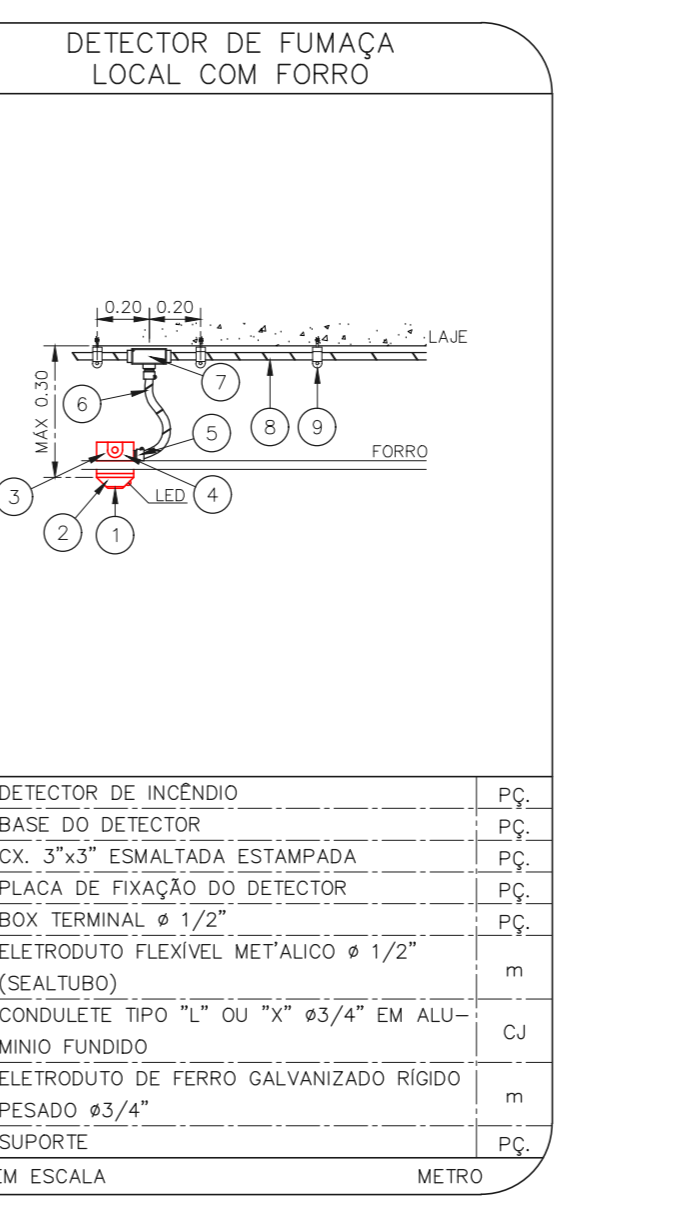 DETECTOR DE FUMAÇA
LOCAL COM FORRO
0.20 0.20
LAJE
MÁX 0.30
7
6
5
8
9
FORRO
3
LED
4
2
1
DETECTOR DE INCÊNDIO PÇ.
BASE DO DETECTOR PÇ.
CX. 3"x3" ESMALTADA ESTAMPADA PÇ.
PLACA DE FIXAÇÃO DO DETECTOR PÇ.
BOX TERMINAL ø 1/2" PÇ.
ELETRODUTO FLEXÍVEL MET'ALICO ø 1/2"
(SEALTUBO) m
CONDULETE TIPO "L" OU "X" ø3/4" EM ALU-
MINIO FUNDIDO CJ
ELETRODUTO DE FERRO GALVANIZADO RÍGIDO
PESADO ø3/4" m
SUPORTE PÇ.
EM ESCALA METRO